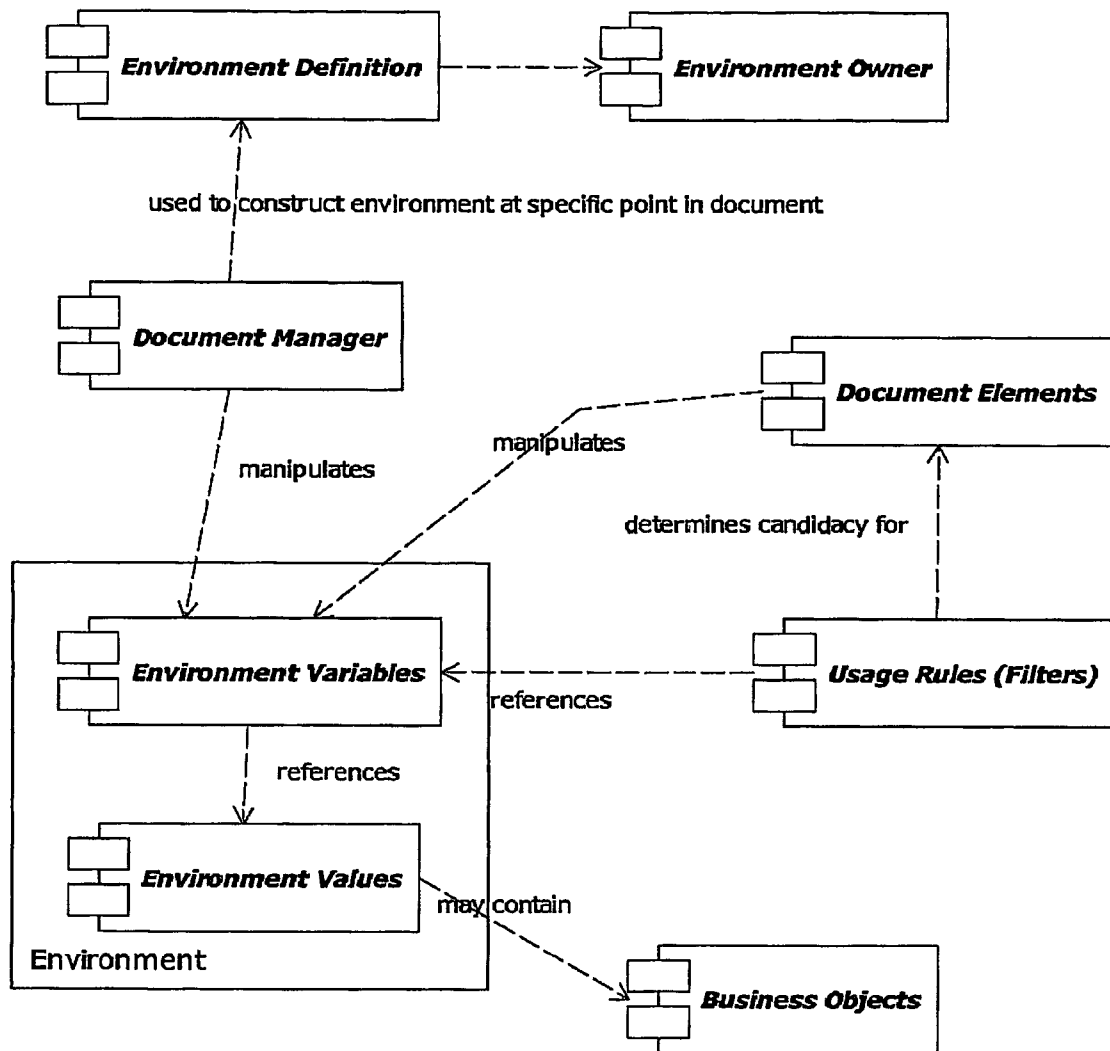 Environment Definition
Environment Owner
used to construct environment at specific point in document
Document Manager
Document Elements
manipulates
manipulates
determines candidacy for
Environment Variables
Usage Rules (Filters)
references
references
Environment Values
may contain
Environment
Business Objects